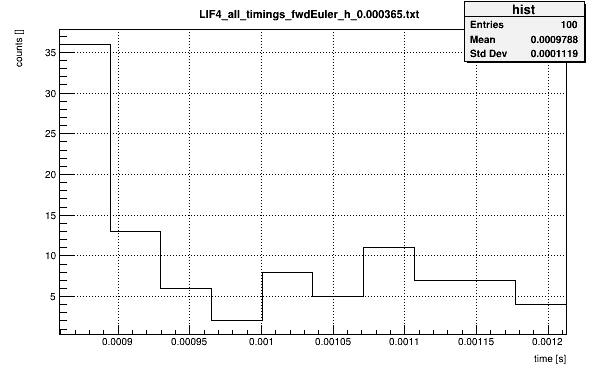 LIF4_all_timings_fwdEuler_h_0.000365.txt
hist
Entries 100
Mean 0.0009788
Std Dev 0.0001119
counts []
35
30
25
20
15
10
5
0.0009 0.00095 0.001 0.00105 0.0011 0.00115 0.0012
time [s]